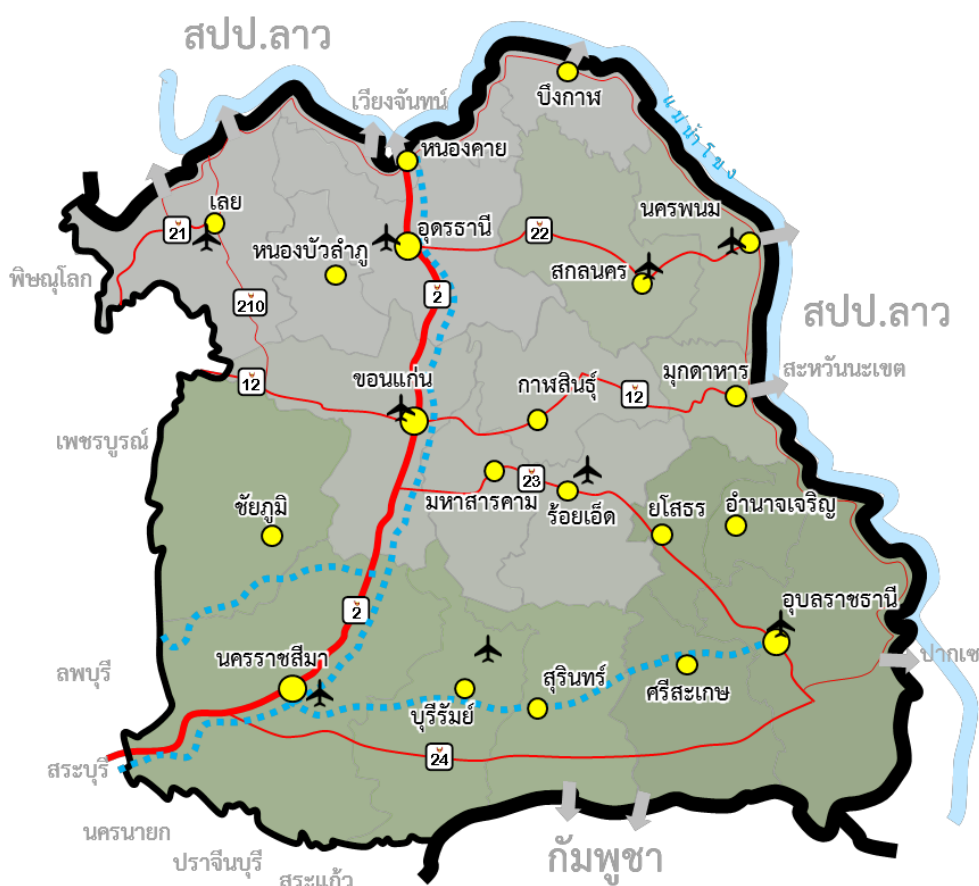 สปป.ลาว
บึงกาฬ
เวียงจันทน์
แม่น้ำโขง
หนองคาย
เลย
21
อุดรธานี
22
นครพนม
หนองบัวลำภู
สกลนคร
พิษณุโลก
210
2
สปป.ลาว
12
ขอนแก่น
กาฬสินธุ์
12
มุกดาหาร
สะหวันนะเขต
เพชรบูรณ์
มหาสารคาม
23
ร้อยเอ็ด
ชัยภูมิ
ยโสธร
อำนาจเจริญ
2
อุบลราชธานี
ลพบุรี
นครราชสีมา
สุรินทร์
ศรีสะเกษ
ปากเซ
บุรีรัมย์
24
สระบุรี
นครนายก
ปราจีนบุรี
สระแก้ว
กัมพูชา